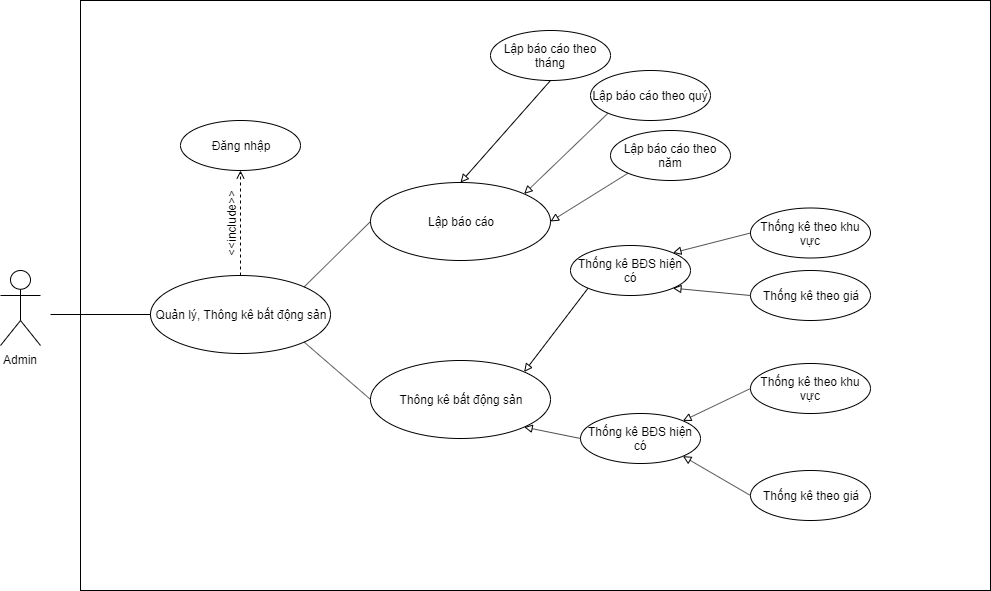 Lập báo cáo theo
tháng
Lập báo cáo theo quý
Lập báo cáo theo
năm
Đăng nhập
<<include>>
Lập báo cáo
Thống kê theo khu
vực
Thống kê BĐS hiện
có
Thống kê theo giá
Quản lý, Thông kê bất động sản
Admin
Thông kê bất động sản
Thống kê theo khu
vực
Thống kê BĐS hiện
có
Thống kê theo giá